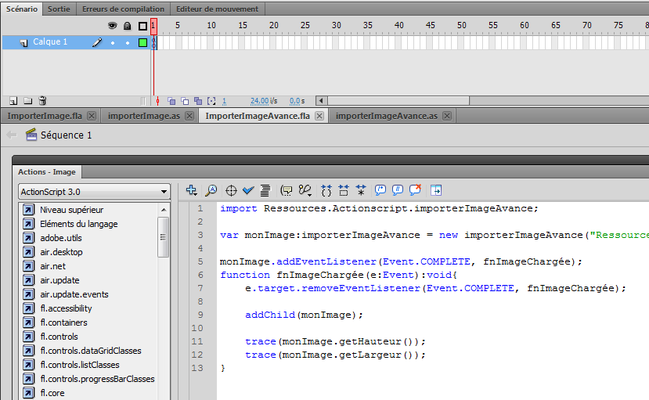 Scénario Sortie Erreurs de compilation Editeur de mouvement
1 5 10 15 20 25 30 35 40 45 50 55 60 65 70 75 80
Calque 1
1 24.00 i/s 0.0 s
ImporterImage.fla importerImage.as ImporterImageAvance.fla importerImageAvance.as
Séquence 1
Actions - Image
ActionScript 3.0
Niveau supérieur
Eléments du langage
adobe.utils
air.desktop
air.net
air.update
air.update.events
fl.accessibility
fl.containers
fl.controls
fl.controls.dataGridClasses
fl.controls.listClasses
fl.controls.progressBarClasses
fl.core
1 import Ressources.Actionscript.importerImageAvance;
2
3 var monImage:importerImageAvance = new importerImageAvance("Ressource
4
5 monImage.addEventListener(Event.COMPLETE, fnImageChargée);
6 function fnImageChargée(e:Event):void{
7 e.target.removeEventListener(Event.COMPLETE, fnImageChargée);
8
9 addChild(monImage);
10
11 trace(monImage.getHauteur());
12 trace(monImage.getLargeur());
13 }